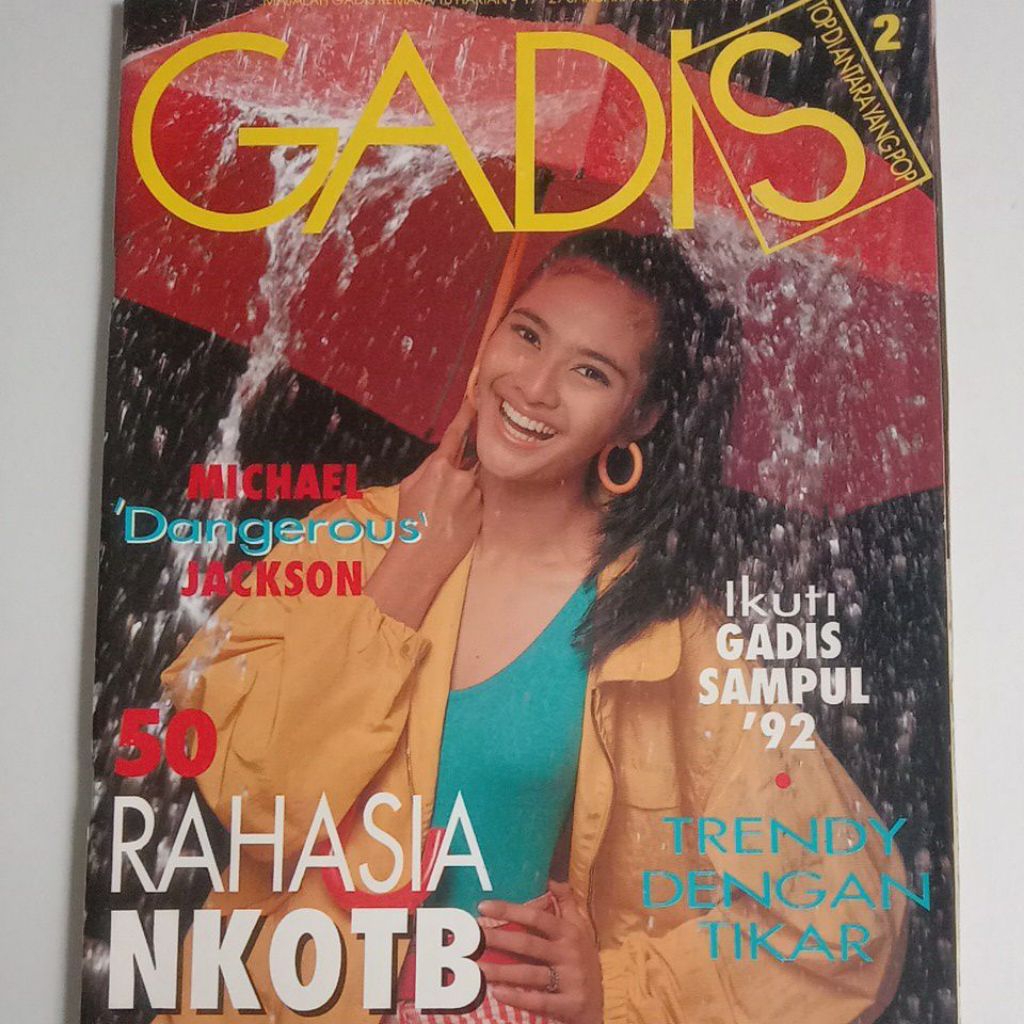 GADIS
2
TOP DI ANTARA YANG POP
MICHAEL
'Dangerous'
JACKSON
Ikuti
GADIS
SAMPUL
'92
50
RAHASIA
NKOTB
TRENDY
DENGAN
TIKAR